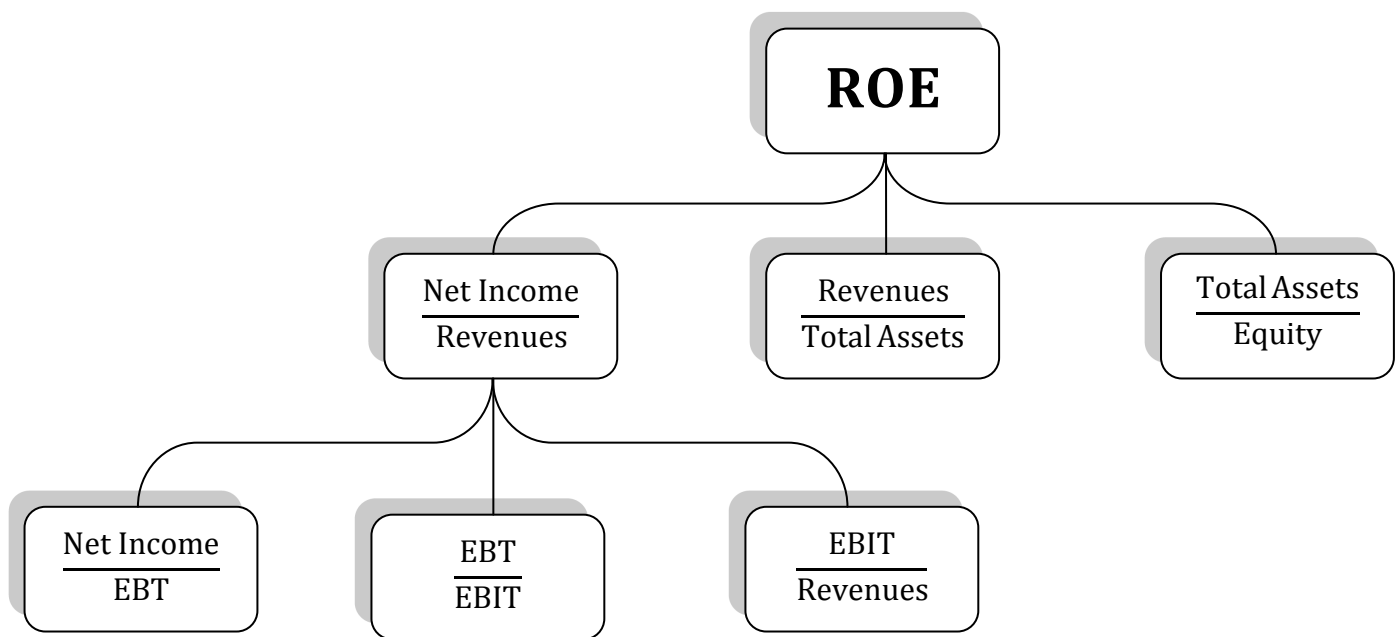 ROE
Net Income
Revenues
Revenues
Total Assets
Total Assets
Equity
Net Income
EBT
EBT
EBIT
EBIT
Revenues